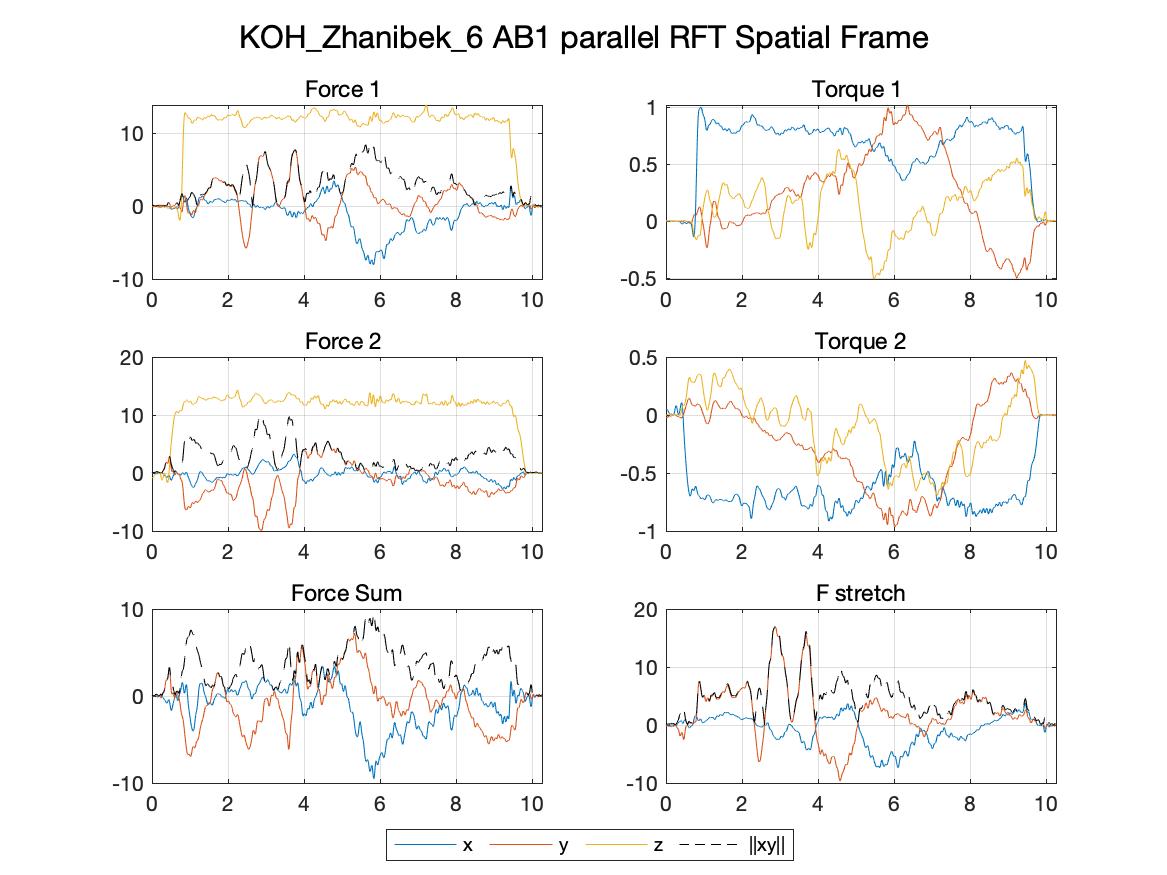 KOH_Zhanibek_6 AB1 parallel RFT Spatial Frame
Force 1
10
0
-10
0 2 4 6 8 10
Torque 1
1
0.5
0
-0.5
0 2 4 6 8 10
Force 2
20
10
0
-10
0 2 4 6 8 10
Torque 2
0.5
0
-0.5
-1
0 2 4 6 8 10
Force Sum
10
0
-10
0 2 4 6 8 10
F stretch
20
10
0
-10
0 2 4 6 8 10
x y z ||xy||